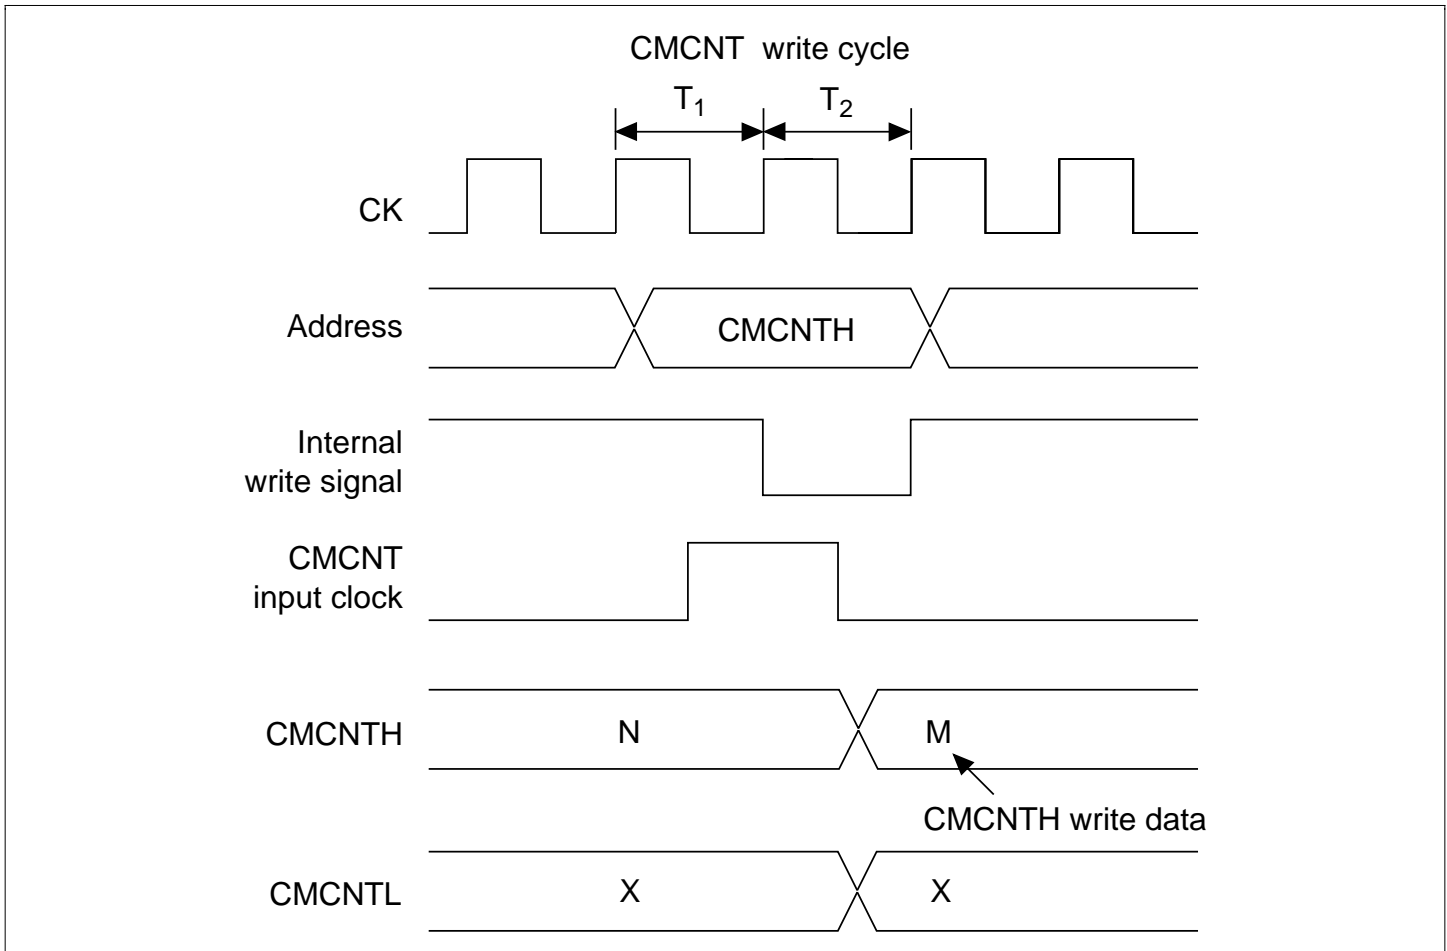 CMCNT write cycle
T1 T2
CK
Address
CMCNTH
Internal
write signal
CMCNT
input clock
CMCNTH
N
M
CMCNTH write data
CMCNTL
X
X